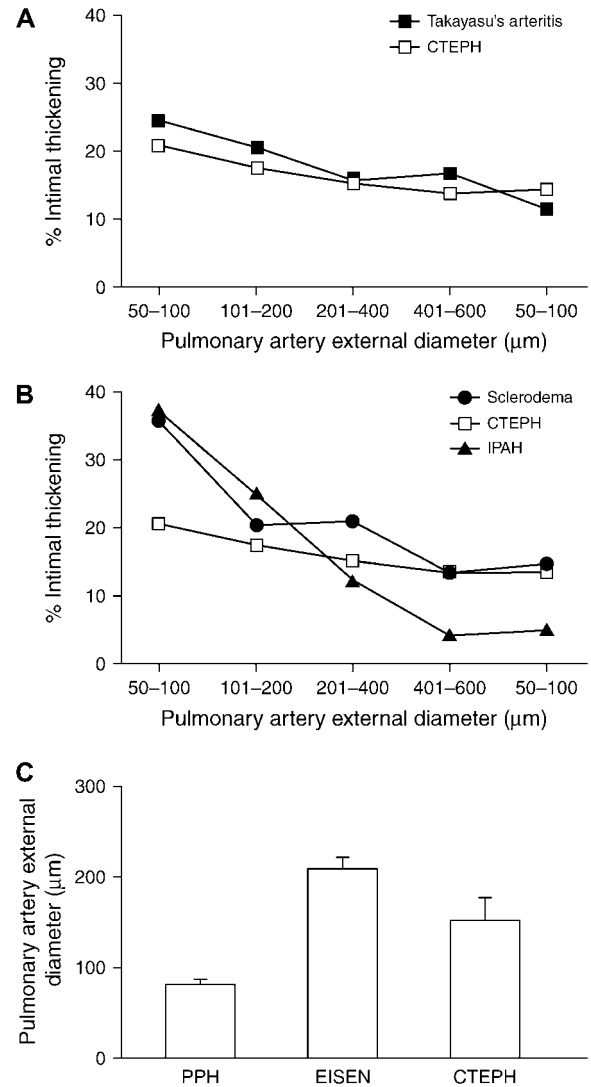 A
Takayasu's arteritis
CTEPH
% Intimal thickening
40
30
20
10
0
50–100 101–200 201–400 401–600 50–100
Pulmonary artery external diameter (μm)
B
Sclerodema
CTEPH
IPAH
% Intimal thickening
40
30
20
10
0
50–100 101–200 201–400 401–600 50–100
Pulmonary artery external diameter (μm)
C
Pulmonary artery external
diameter (μm)
300
200
100
0
PPH EISEN CTEPH